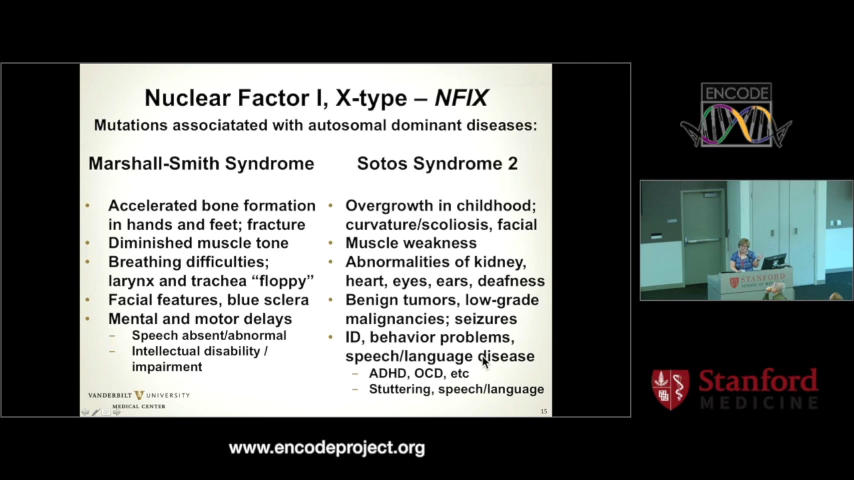 Nuclear Factor I, X-type – NFIX
Mutations associatated with autosomal dominant diseases:
Marshall-Smith Syndrome
Accelerated bone formation
in hands and feet; fracture
Diminished muscle tone
Breathing difficulties;
larynx and trachea “floppy”
Facial features, blue sclera
Mental and motor delays
– Speech absent/abnormal
– Intellectual disability /
impairment
Sotos Syndrome 2
Overgrowth in childhood;
curvature/scoliosis, facial
Muscle weakness
Abnormalities of kidney,
heart, eyes, ears, deafness
Benign tumors, low-grade
malignancies; seizures
ID, behavior problems,
speech/language disease
– ADHD, OCD, etc
– Stuttering, speech/language
VANDERBILT UNIVERSITY
MEDICAL CENTER
15
ENCODE
STANFORD
Stanford
MEDICINE
www.encodeproject.org